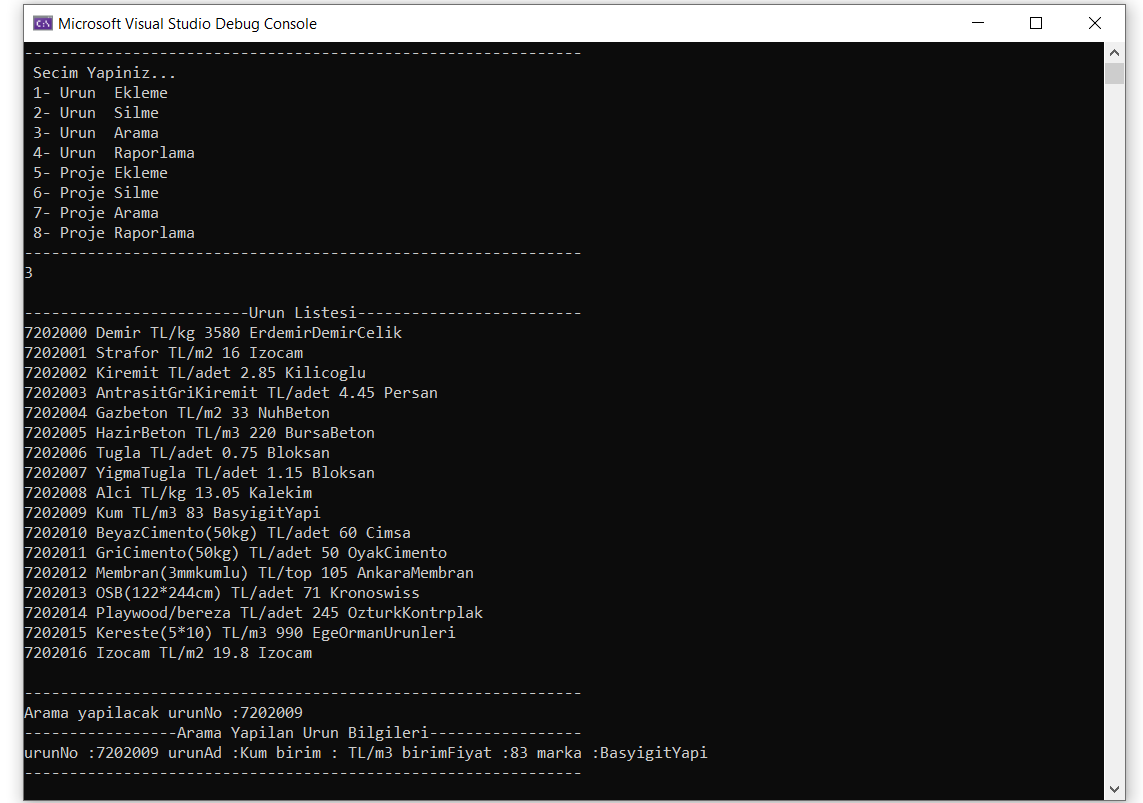 Microsoft Visual Studio Debug Console
--------------------------------------------------------------
 Secim Yapiniz...
 1- Urun  Ekleme
 2- Urun  Silme
 3- Urun  Arama
 4- Urun  Raporlama
 5- Proje Ekleme
 6- Proje Silme
 7- Proje Arama
 8- Proje Raporlama
--------------------------------------------------------------
3
-------------------------Urun Listesi-------------------------
7202000 Demir TL/kg 3580 ErdemirDemirCelik
7202001 Strafor TL/m2 16 Izocam
7202002 Kiremit TL/adet 2.85 Kilicoglu
7202003 AntrasitGriKiremit TL/adet 4.45 Persan
7202004 Gazbeton TL/m2 33 NuhBeton
7202005 HazirBeton TL/m3 220 BursaBeton
7202006 Tugla TL/adet 0.75 Bloksan
7202007 YigmaTugla TL/adet 1.15 Bloksan
7202008 Alci TL/kg 13.05 Kalekim
7202009 Kum TL/m3 83 BasyigitYapi
7202010 BeyazCimento(50kg) TL/adet 60 Cimsa
7202011 GriCimento(50kg) TL/adet 50 OyakCimento
7202012 Membran(3mmkumlu) TL/top 105 AnkaraMembran
7202013 OSB(122*244cm) TL/adet 71 Kronoswiss
7202014 Playwood/bereza TL/adet 245 OzturkKontrplak
7202015 Kereste(5*10) TL/m3 990 EgeOrmanUrunleri
7202016 Izocam TL/m2 19.8 Izocam
--------------------------------------------------------------
Arama yapilacak urunNo :7202009
-----------------Arama Yapilan Urun Bilgileri-----------------
urunNo :7202009 urunAd :Kum birim : TL/m3 birimFiyat :83 marka :BasyigitYapi
--------------------------------------------------------------